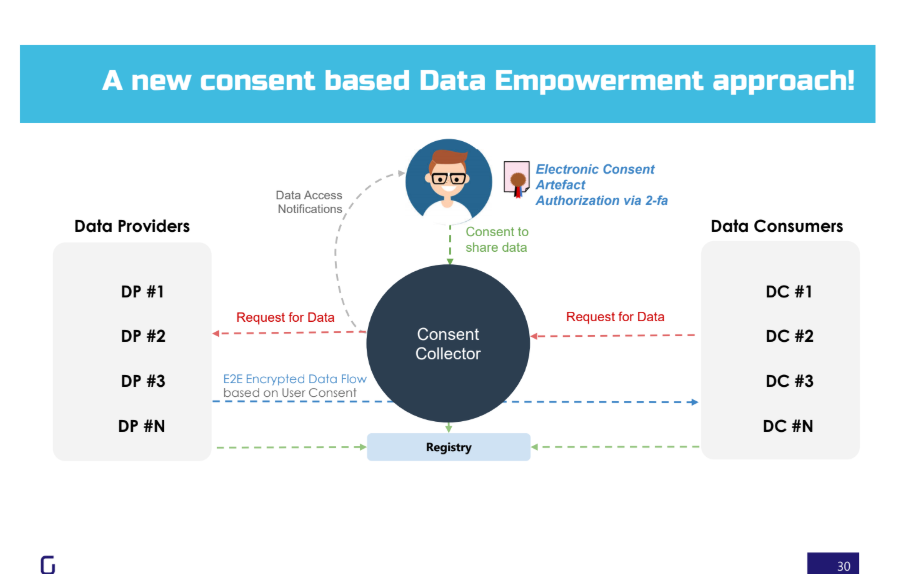 A new consent based Data Empowerment approach!
Electronic Consent
Artefact
Authorization via 2-fa
Data Access
Notifications
Consent to
share data
Data Providers
Data Consumers
DP #1
DP #2
DP #3
DP #N
Request for Data
Consent
Collector
Request for Data
DC #1
DC #2
DC #3
DC #N
E2E Encrypted Data Flow
based on User Consent
Registry
30